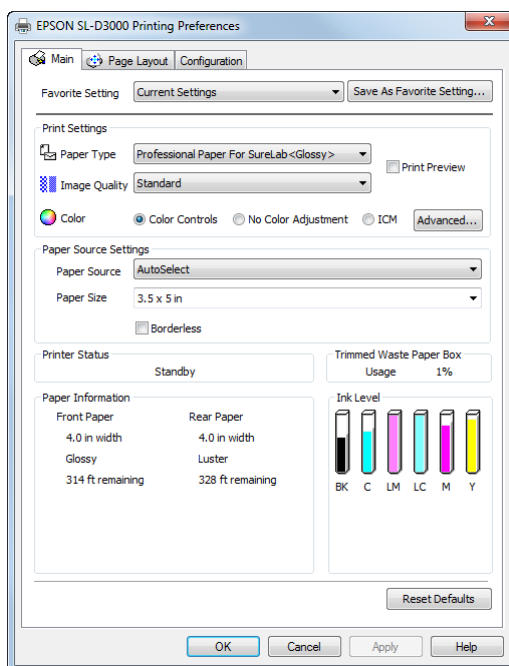 EPSON SL-D3000 Printing Preferences
Main Page Layout Configuration
Favorite Setting Current Settings Save As Favorite Setting...
Print Settings
Paper Type Professional Paper For SureLab<Glossy>
Print Preview
Image Quality Standard
Color Color Controls No Color Adjustment ICM Advanced...
Paper Source Settings
Paper Source AutoSelect
Paper Size 3.5 x 5 in
Borderless
Printer Status Trimmed Waste Paper Box
Standby Usage 1%
Paper Information Ink Level
Front Paper Rear Paper
4.0 in width 4.0 in width
Glossy Luster
314 ft remaining 328 ft remaining
BK C LM LC M Y
Reset Defaults
OK Cancel Apply Help